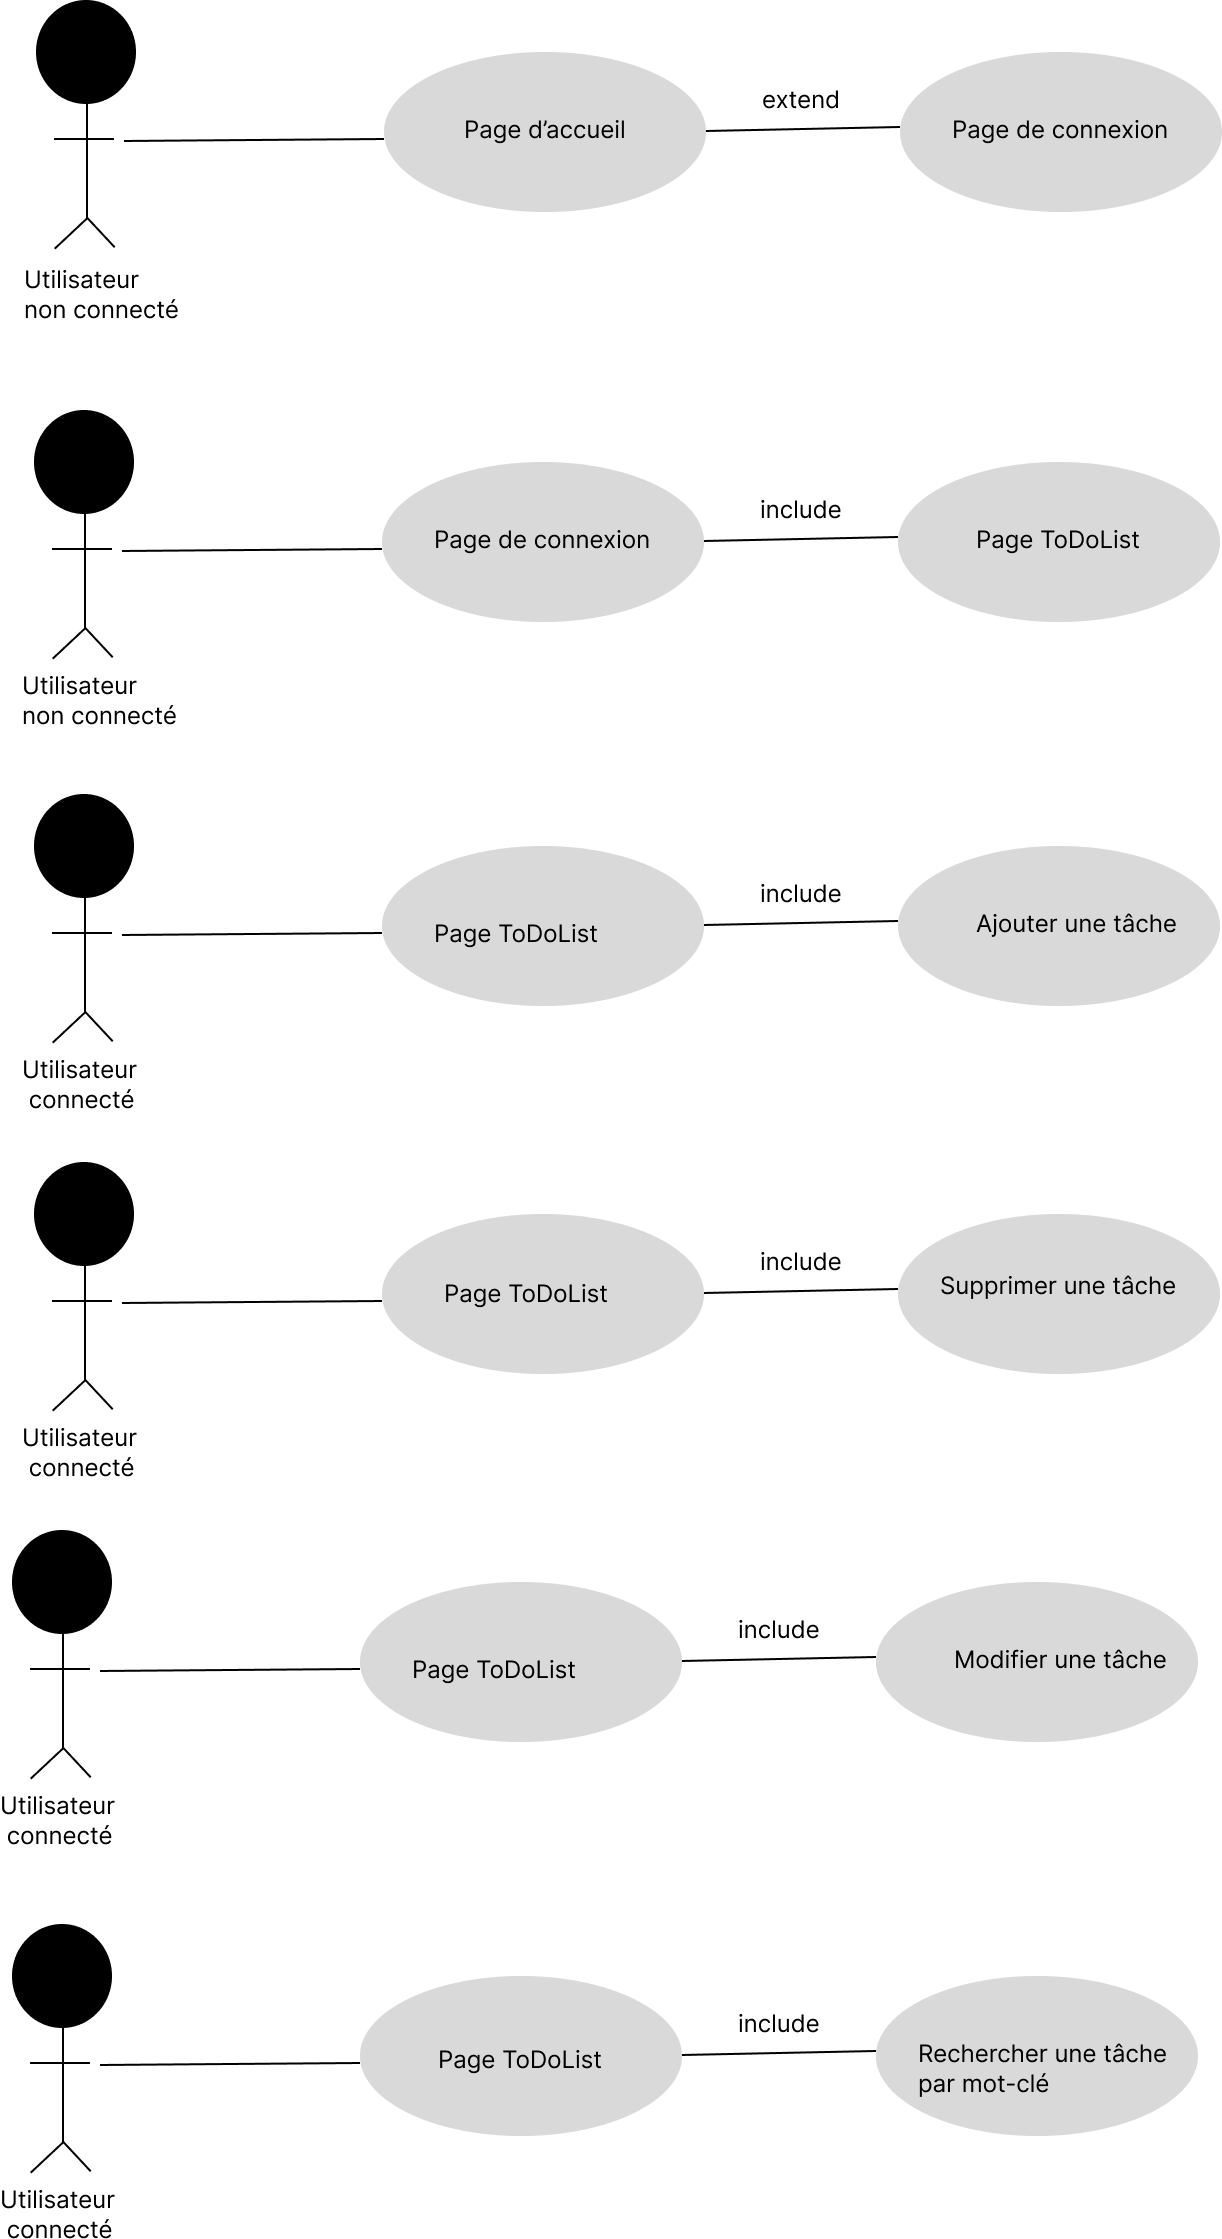 Page d’accueil
extend
Page de connexion
Utilisateur
non connecté
Page de connexion
include
Page ToDoList
Utilisateur
non connecté
Page ToDoList
include
Ajouter une tâche
Utilisateur
connecté
Page ToDoList
include
Supprimer une tâche
Utilisateur
connecté
Page ToDoList
include
Modifier une tâche
Utilisateur
connecté
Page ToDoList
include
Rechercher une tâche
par mot-clé
Utilisateur
connecté